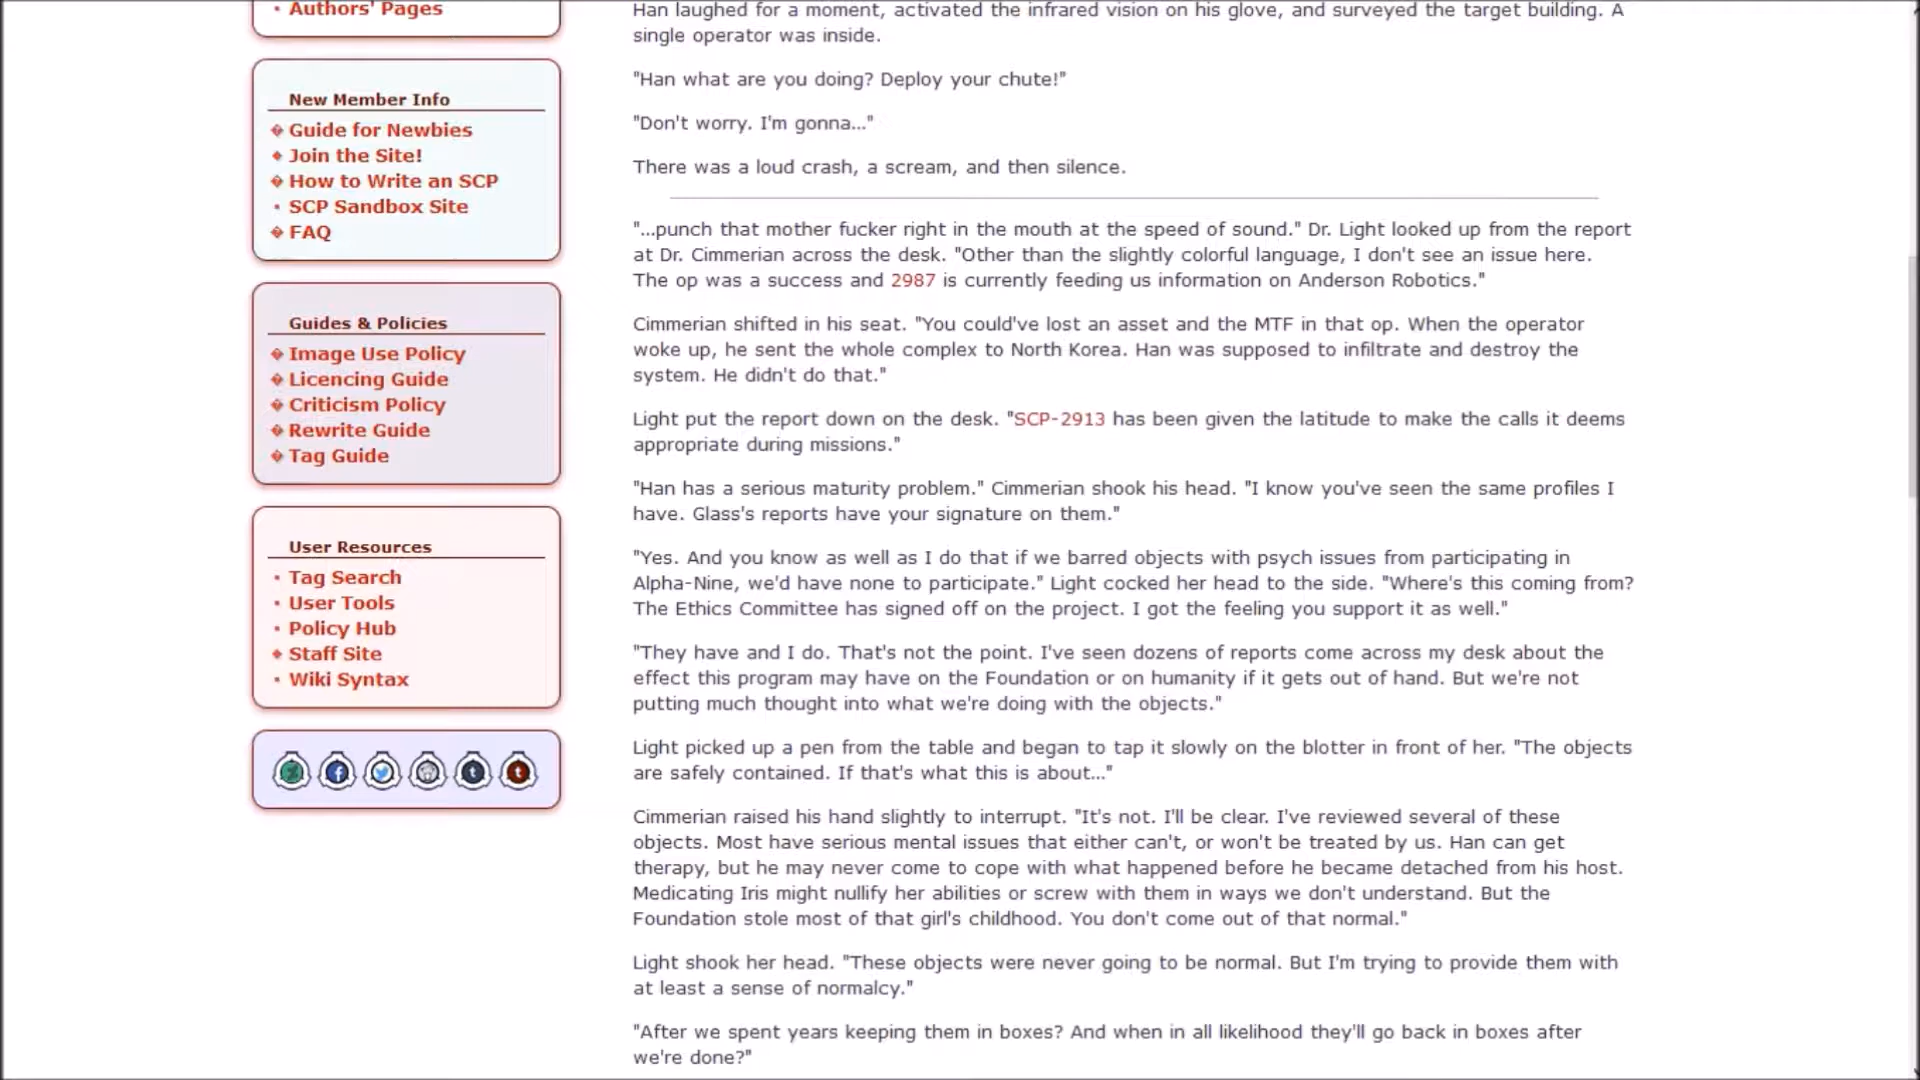 Authors' Pages
New Member Info
Guide for Newbies
Join the Site!
How to Write an SCP
SCP Sandbox Site
FAQ
Guides & Policies
Image Use Policy
Licencing Guide
Criticism Policy
Rewrite Guide
Tag Guide
User Resources
Tag Search
User Tools
Policy Hub
Staff Site
Wiki Syntax
Han laughed for a moment, activated the infrared vision on his glove, and surveyed the target building. A
single operator was inside.
"Han what are you doing? Deploy your chute!"
"Don't worry. I'm gonna..."
There was a loud crash, a scream, and then silence.
"...punch that mother fucker right in the mouth at the speed of sound." Dr. Light looked up from the report
at Dr. Cimmerian across the desk. "Other than the slightly colorful language, I don't see an issue here.
The op was a success and 2987 is currently feeding us information on Anderson Robotics."
Cimmerian shifted in his seat. "You could've lost an asset and the MTF in that op. When the operator
woke up, he sent the whole complex to North Korea. Han was supposed to infiltrate and destroy the
system. He didn't do that."
Light put the report down on the desk. "SCP-2913 has been given the latitude to make the calls it deems
appropriate during missions."
"Han has a serious maturity problem." Cimmerian shook his head. "I know you've seen the same profiles I
have. Glass's reports have your signature on them."
"Yes. And you know as well as I do that if we barred objects with psych issues from participating in
Alpha-Nine, we'd have none to participate." Light cocked her head to the side. "Where's this coming from?
The Ethics Committee has signed off on the project. I got the feeling you support it as well."
"They have and I do. That's not the point. I've seen dozens of reports come across my desk about the
effect this program may have on the Foundation or on humanity if it gets out of hand. But we're not
putting much thought into what we're doing with the objects."
Light picked up a pen from the table and began to tap it slowly on the blotter in front of her. "The objects
are safely contained. If that's what this is about..."
Cimmerian raised his hand slightly to interrupt. "It's not. I'll be clear. I've reviewed several of these
objects. Most have serious mental issues that either can't, or won't be treated by us. Han can get
therapy, but he may never come to cope with what happened before he became detached from his host.
Medicating Iris might nullify her abilities or screw with them in ways we don't understand. But the
Foundation stole most of that girl's childhood. You don't come out of that normal."
Light shook her head. "These objects were never going to be normal. But I'm trying to provide them with
at least a sense of normalcy."
"After we spent years keeping them in boxes? And when in all likelihood they'll go back in boxes after
we're done?"